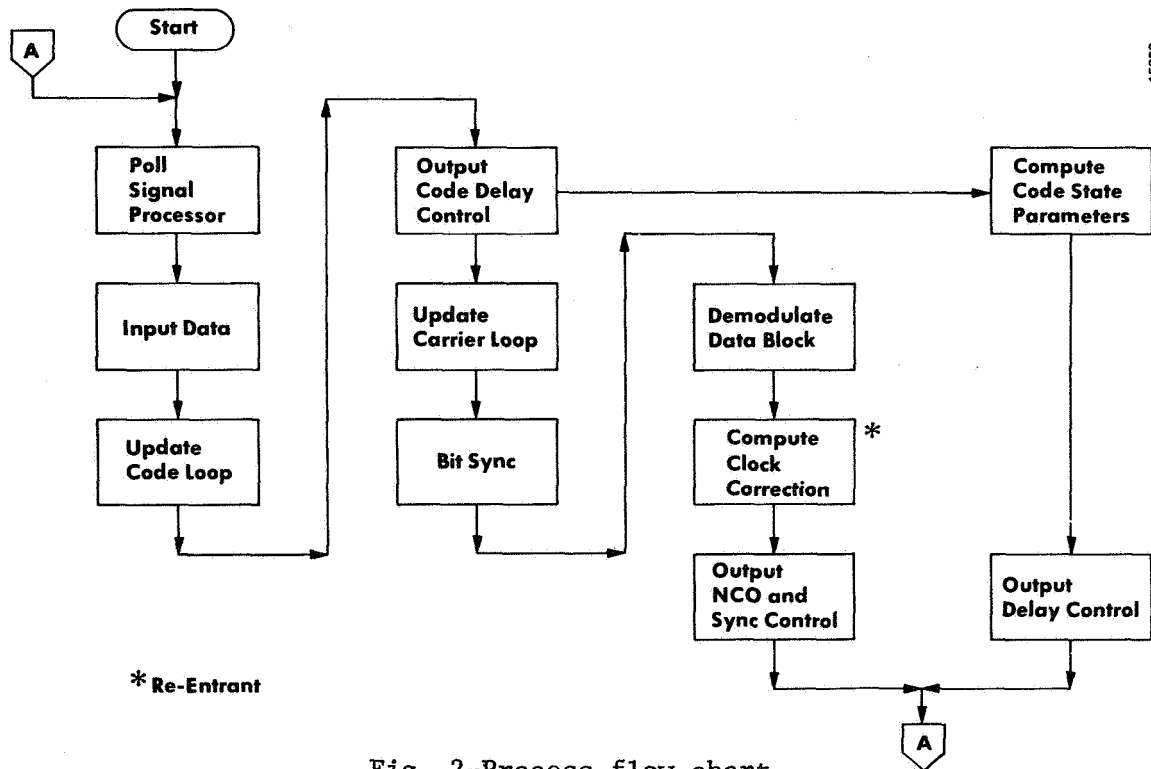 Start
A
Poll
Signal
Processor
Input Data
Update
Code Loop
Output
Code Delay
Control
Update
Carrier Loop
Bit Sync
Demodulate
Data Block
Compute
Clock
Correction
*
Output
NCO and
Sync Control
Compute
Code State
Parameters
Output
Delay Control
A
* Re-Entrant
Fig. 2-Process flow chart